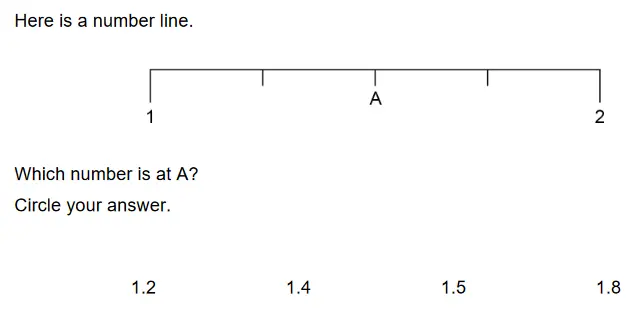 Here is a number line.
A
1 2
Which number is at A?
Circle your answer.
1.2 1.4 1.5 1.8